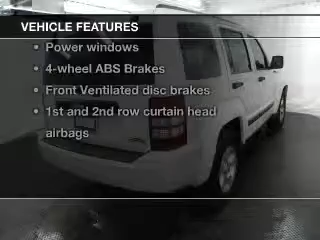 VEHICLE FEATURES
• Power windows
• 4-wheel ABS Brakes
• Front Ventilated disc brakes
• 1st and 2nd row curtain head
airbags